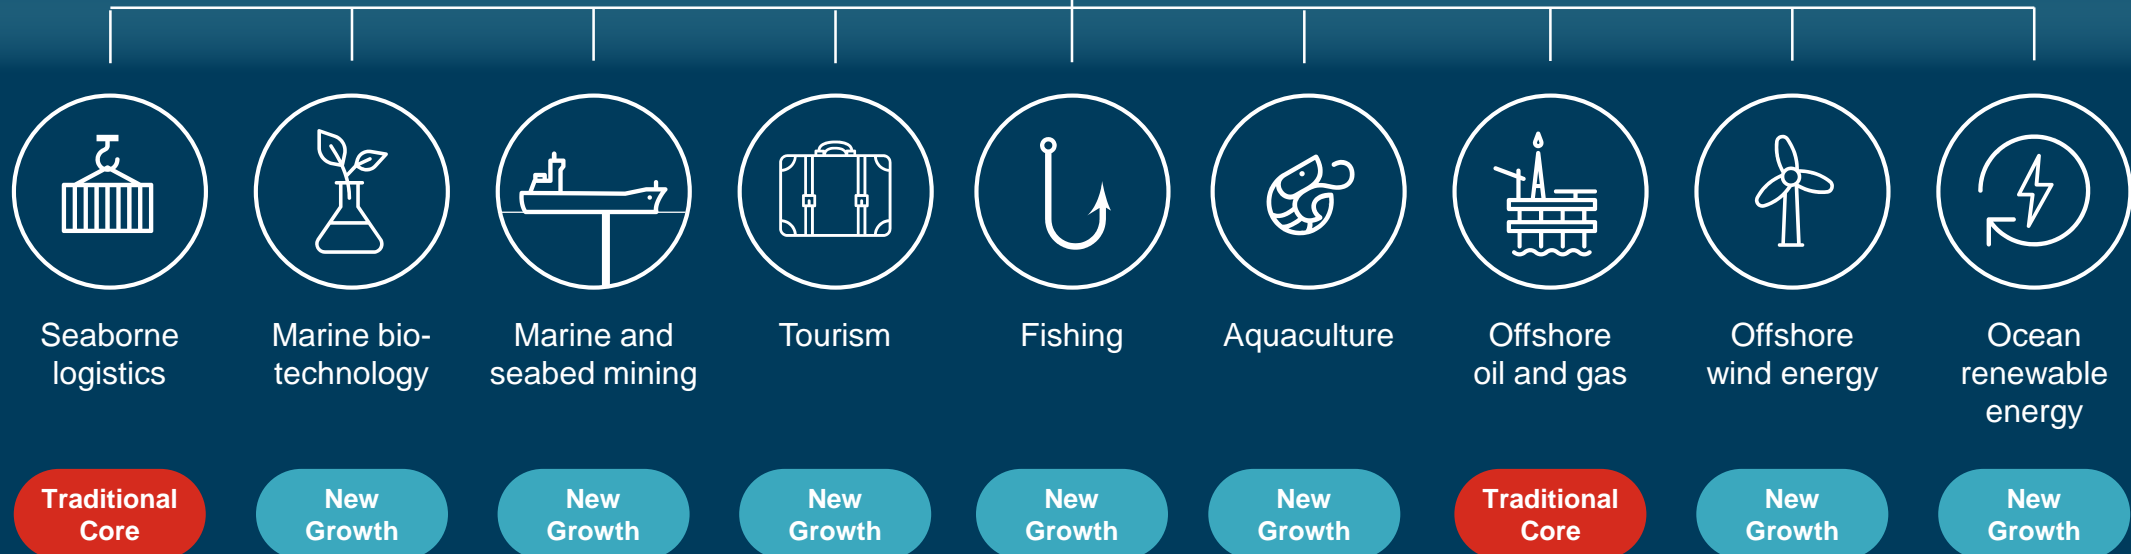 Seaborne
logistics
Marine bio-
technology
Marine and
seabed mining
Tourism
Fishing
Aquaculture
Offshore
oil and gas
Offshore
wind energy
Ocean
renewable
energy
Traditional
Core
New
Growth
New
Growth
New
Growth
New
Growth
New
Growth
Traditional
Core
New
Growth
New
Growth